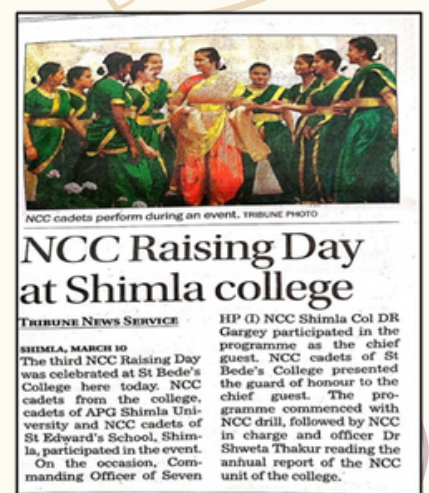 NCC cadets perform during an event. TRIBUNE PHOTO
NCC Raising Day
at Shimla college
TRIBUNE NEWS SERVICE
SHIMLA, MARCH 10
The third NCC Raising Day
was celebrated at St Bede's
College here today. NCC
cadets from the college,
cadets of APG Shimla Uni-
versity and NCC cadets of
St Edward's School, Shim-
la, participated in the event.
On the occasion, Com-
manding Officer of Seven
HP (I) NCC Shimla Col DR
Gargey participated in the
programme as the chief
guest. NCC cadets of St
Bede's College presented
the guard of honour to the
chief guest. The pro-
gramme commenced with
NCC drill, followed by NCC
in charge and officer Dr
Shweta Thakur reading the
annual report of the NCC
unit of the college.